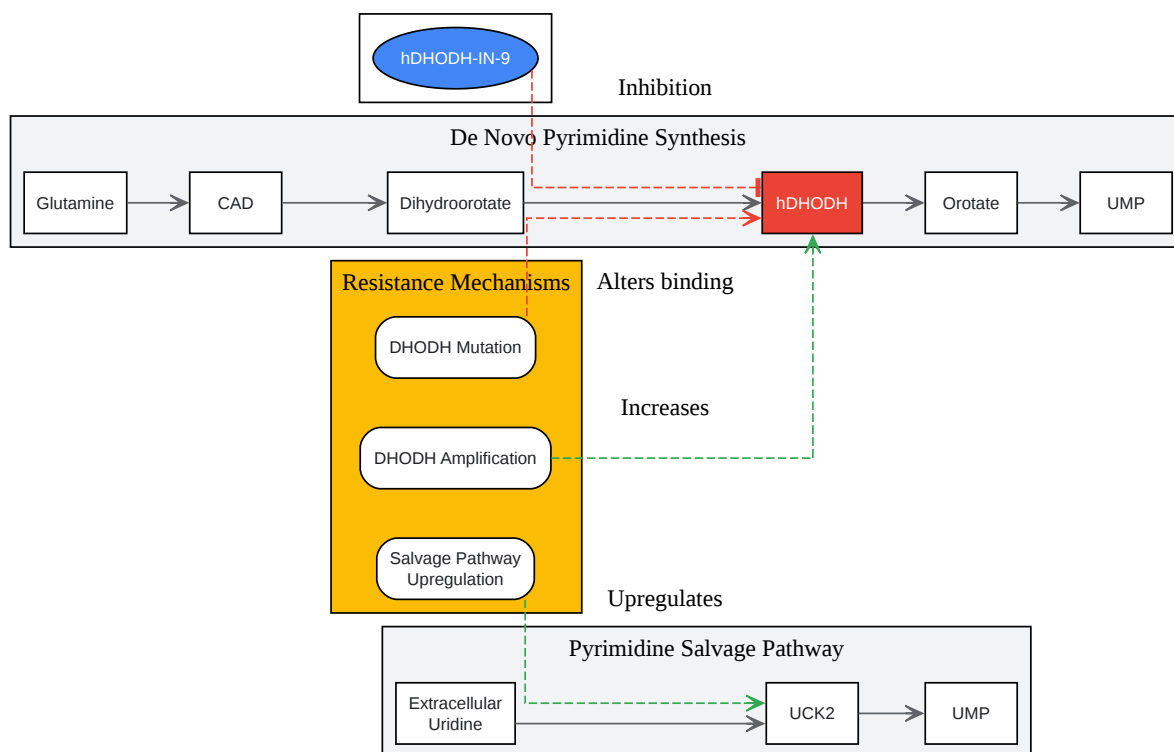 hDHODH-IN-9
Inhibition
De Novo Pyrimidine Synthesis
Glutamine
CAD
Dihydroorotate
hDHODH
Orotate
UMP
Resistance Mechanisms
Alters binding
DHODH Mutation
Increases
DHODH Amplification
Salvage Pathway
Upregulation
Upregulates
Pyrimidine Salvage Pathway
Extracellular
Uridine
UCK2
UMP